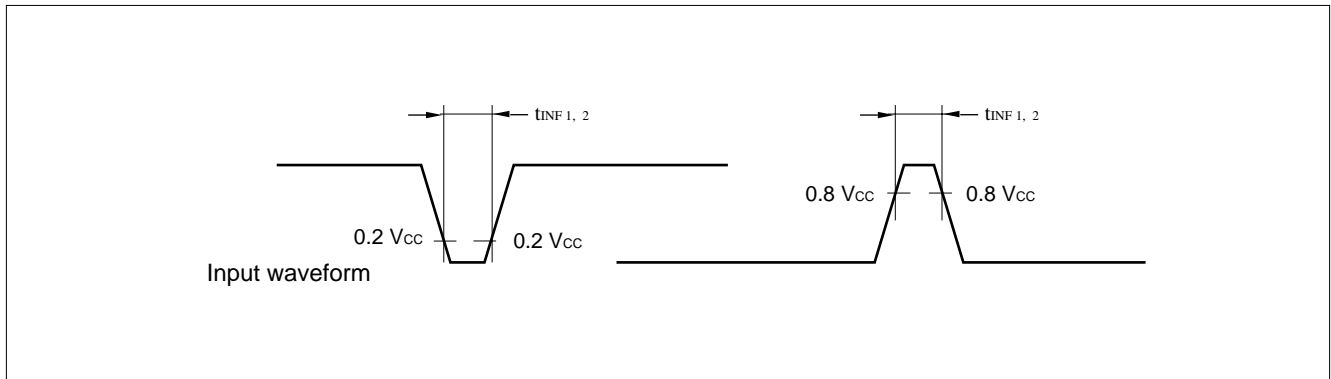 tINF 1, 2
tINF 1, 2
0.8 VCC
0.8 VCC
0.2 VCC
0.2 VCC
Input waveform